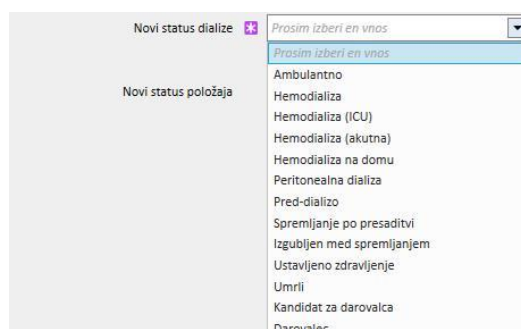 Novi status dialize Prosim izberi en vnos
Prosim izberi en vnos
Ambulantno
Novi status položaja
Hemodializa
Hemodializa (ICU)
Hemodializa (akutna)
Hemodializa na domu
Peritonealna dializa
Pred-dializo
Spremljanje po presaditvi
Izgubljen med spremljanjem
Ustavljeno zdravljenje
Umrli
Kandidat za darovalca
Darovalec